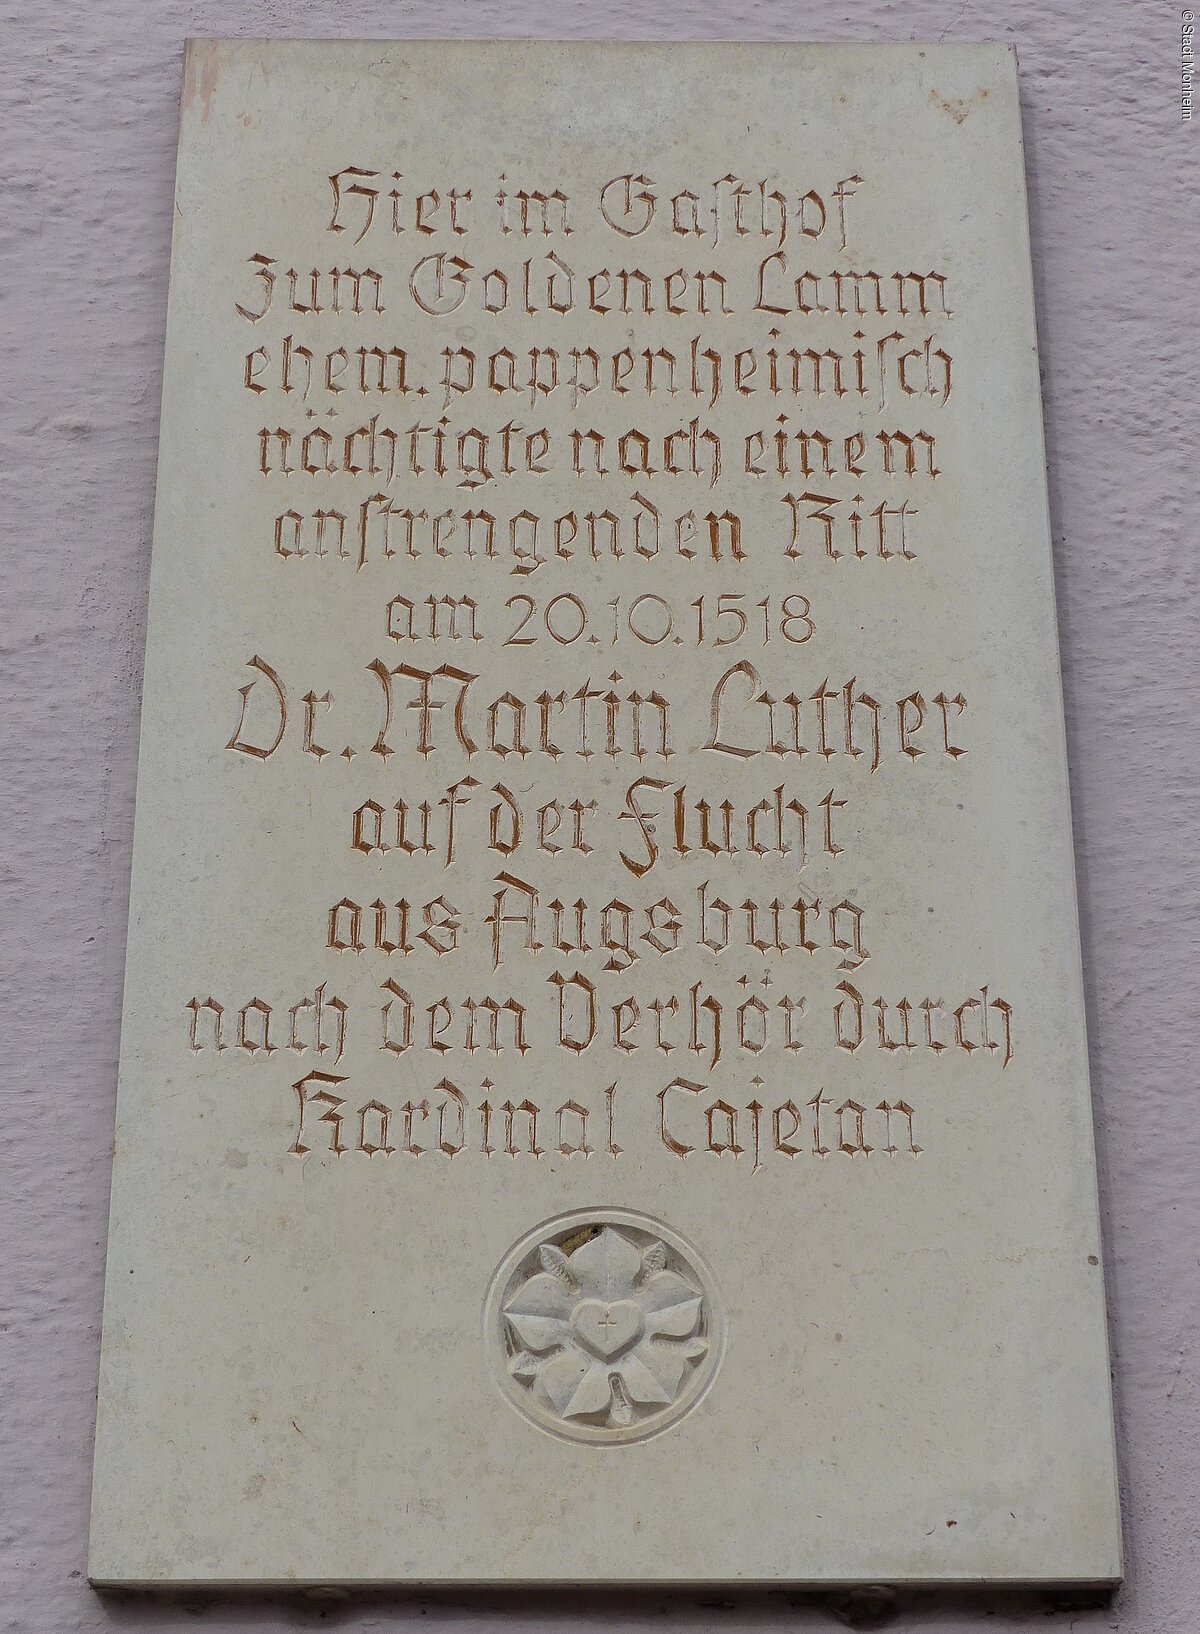 Hier im Gasthof
Zum Goldenen Lamm
ehem. pappenheimisch
nächtigte nach einem
anstrengenden Ritt
am 20.10.1518
Dr. Martin Luther
auf der Flucht
aus Augsburg
nach dem Verhör durch
Kardinal Cajetan
© Stadt Monheim